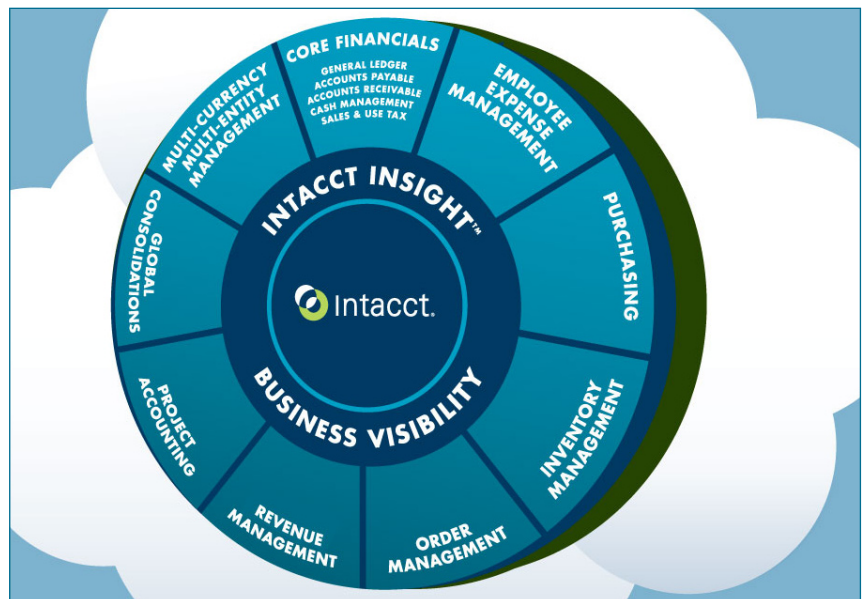 CORE FINANCIALS
GENERAL LEDGER
ACCOUNTS PAYABLE
ACCOUNTS RECEIVABLE
CASH MANAGEMENT
SALES & USE TAX
EMPLOYEE
EXPENSE
MANAGEMENT
PURCHASING
INVENTORY
MANAGEMENT
ORDER
MANAGEMENT
REVENUE
MANAGEMENT
PROJECT
ACCOUNTING
GLOBAL
CONSOLIDATIONS
MULTI-CURRENCY
MULTI-ENTITY
MANAGEMENT
INTACCT INSIGHT™
Intacct®
BUSINESS VISIBILITY